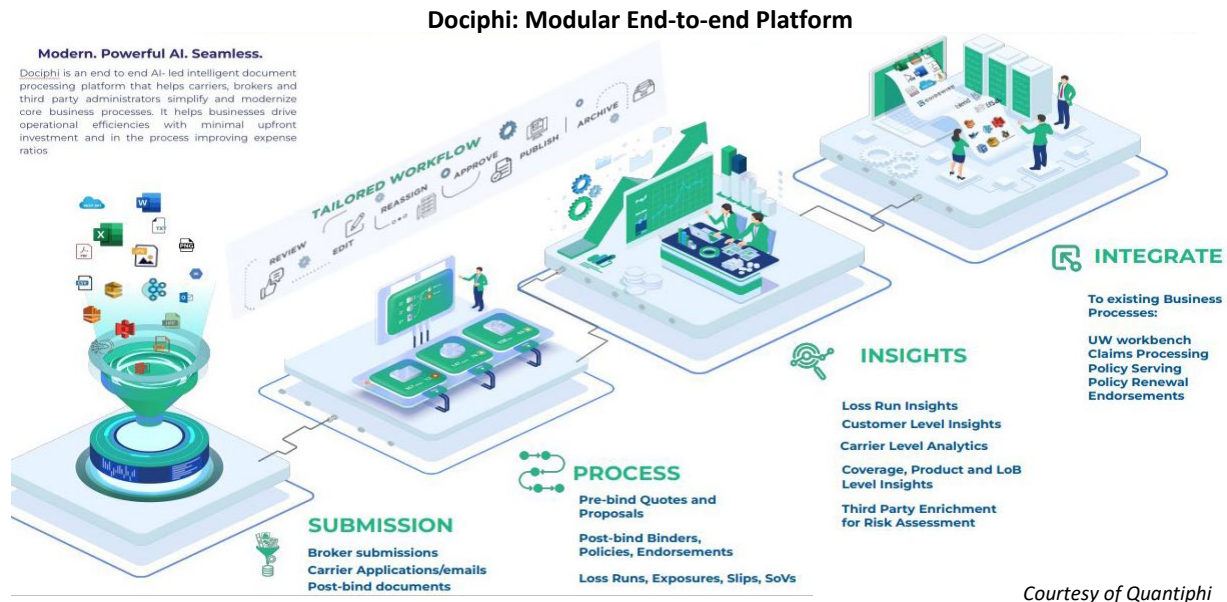 Dociphi: Modular End-to-end Platform
Modern. Powerful AI. Seamless.
Dociphi is an end to end AI- led intelligent document
processing platform that helps carriers, brokers and
third party administrators simplify and modernize
core business processes. It helps businesses drive
operational efficiencies with minimal upfront
investment and in the process improving expense
ratios
TAILORED WORKFLOW
REVIEW
EDIT
REASSIGN
APPROVE
PUBLISH
ARCHIVE
W
X
TXT
PNG
SUBMISSION
Broker submissions
Carrier Applications/emails
Post-bind documents
PROCESS
Pre-bind Quotes and
Proposals
Post-bind Binders,
Policies, Endorsements
Loss Runs, Exposures, Slips, SoVs
INSIGHTS
Loss Run Insights
Customer Level Insights
Carrier Level Analytics
Coverage, Product and LoB
Level Insights
Third Party Enrichment
for Risk Assessment
INTEGRATE
To existing Business
Processes:
UW workbench
Claims Processing
Policy Serving
Policy Renewal
Endorsements
Courtesy of Quantiphi